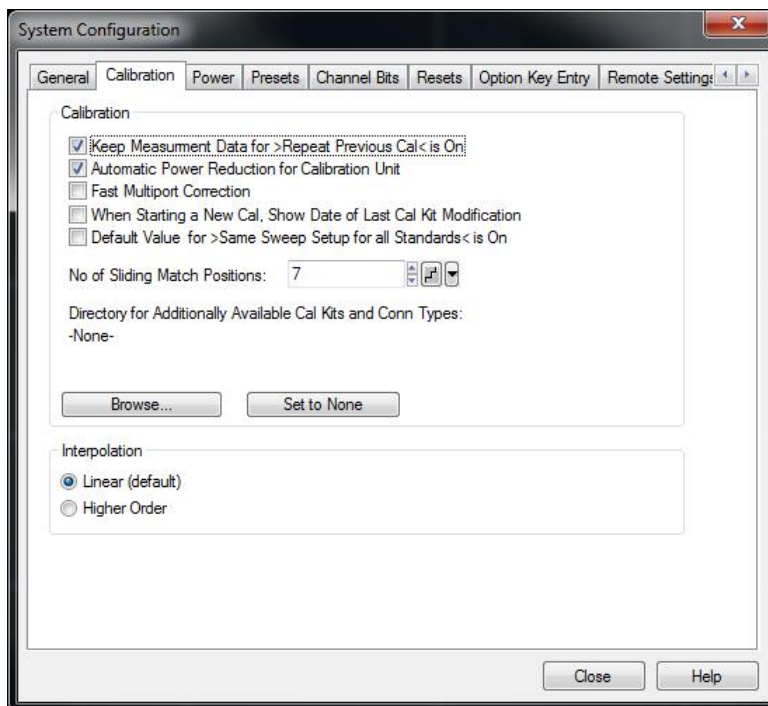 System Configuration
General Calibration Power Presets Channel Bits Resets Option Key Entry Remote Settings
Calibration
Keep Measurment Data for >Repeat Previous Cal< is On
Automatic Power Reduction for Calibration Unit
Fast Multiport Correction
When Starting a New Cal, Show Date of Last Cal Kit Modification
Default Value for >Same Sweep Setup for all Standards< is On
No of Sliding Match Positions: 7
Directory for Additionally Available Cal Kits and Conn Types:
-None-
Browse... Set to None
Interpolation
Linear (default)
Higher Order
Close Help